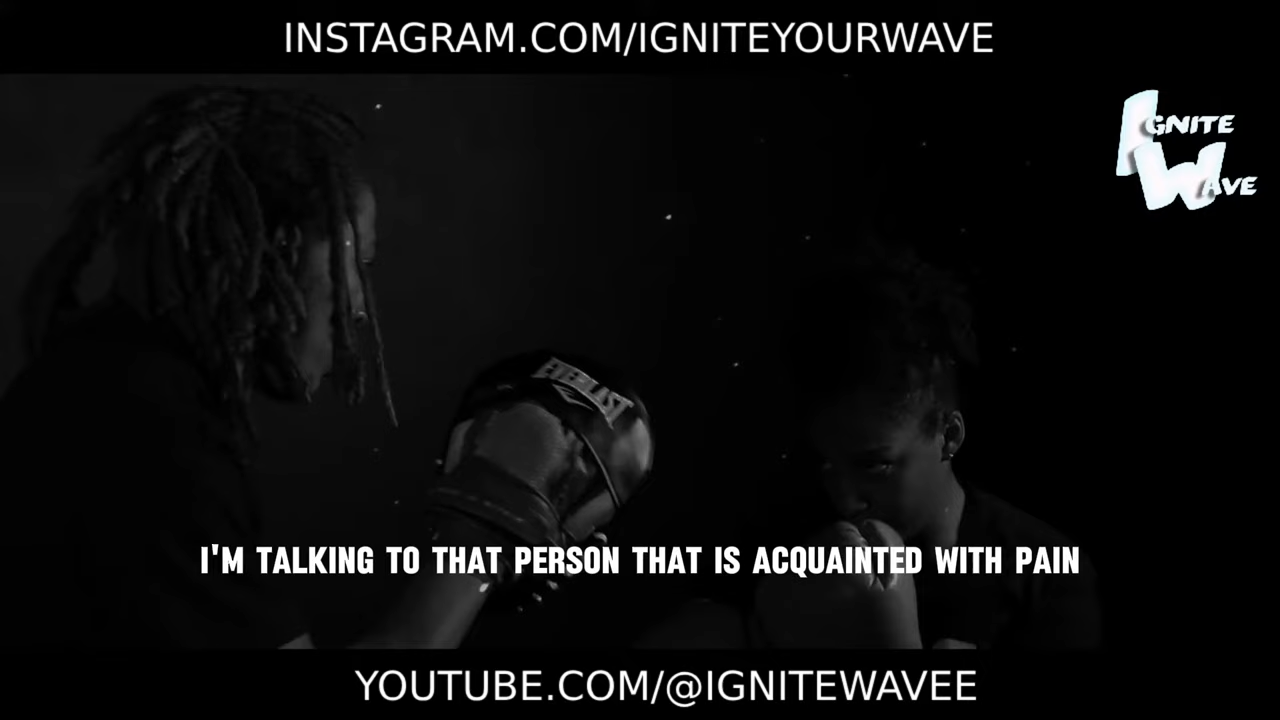 INSTAGRAM.COM/IGNITEYOURWAVE
IGNITE
WAVE
EVERLAST
I'M TALKING TO THAT PERSON THAT IS ACQUAINTED WITH PAIN
YOUTUBE.COM/@IGNITEWAVEE